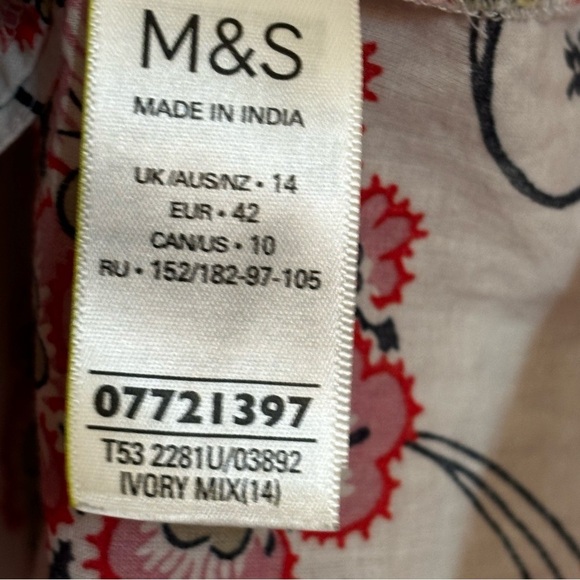 M&S
MADE IN INDIA
UK/AUS/NZ • 14
EUR • 42
CAN/US • 10
RU • 152/182-97-105
07721397
T53 2281U/03892
IVORY MIX(14)